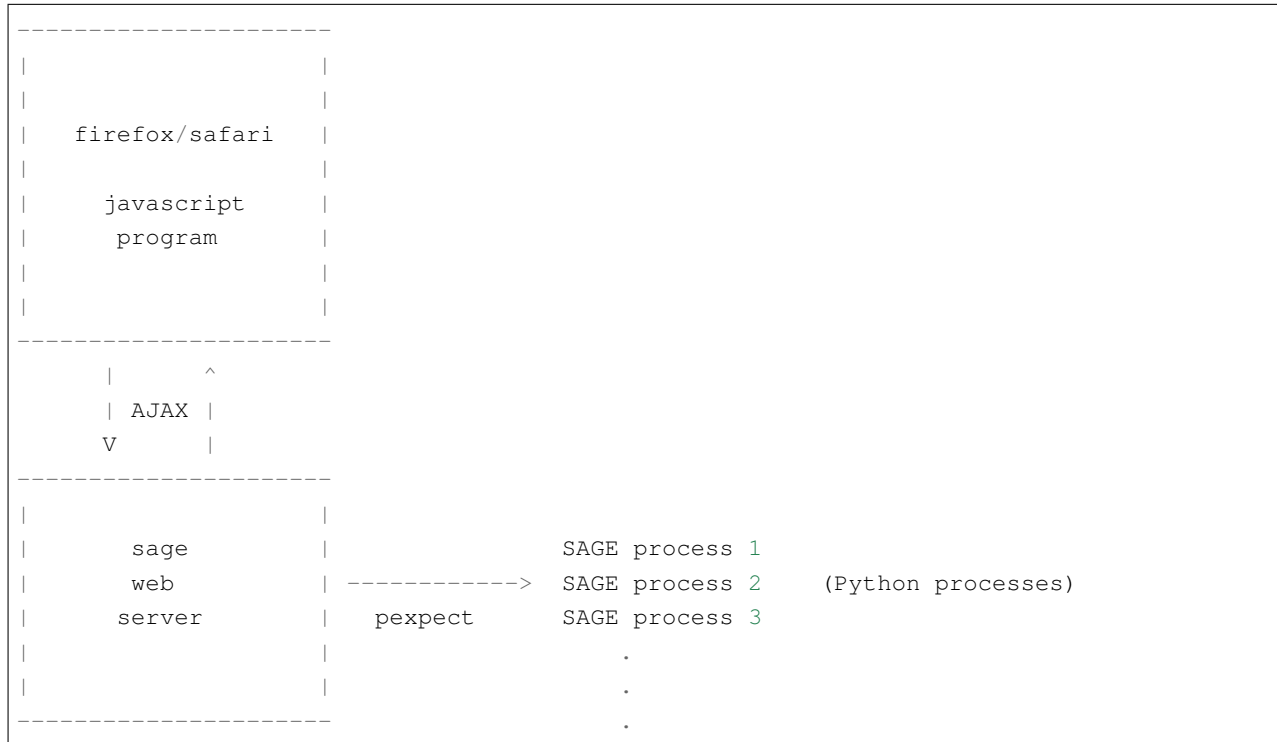 ----------------------
|                    |
|                    |
|   firefox/safari   |
|                    |
|     javascript     |
|      program       |
|                    |
|                    |
----------------------
      |      ^
      | AJAX |
      V      |
----------------------
|                    |
|       sage         |                SAGE process 1
|       web          | ------------>  SAGE process 2    (Python processes)
|      server        |   pexpect      SAGE process 3
|                    |                    .
|                    |                    .
----------------------                    .